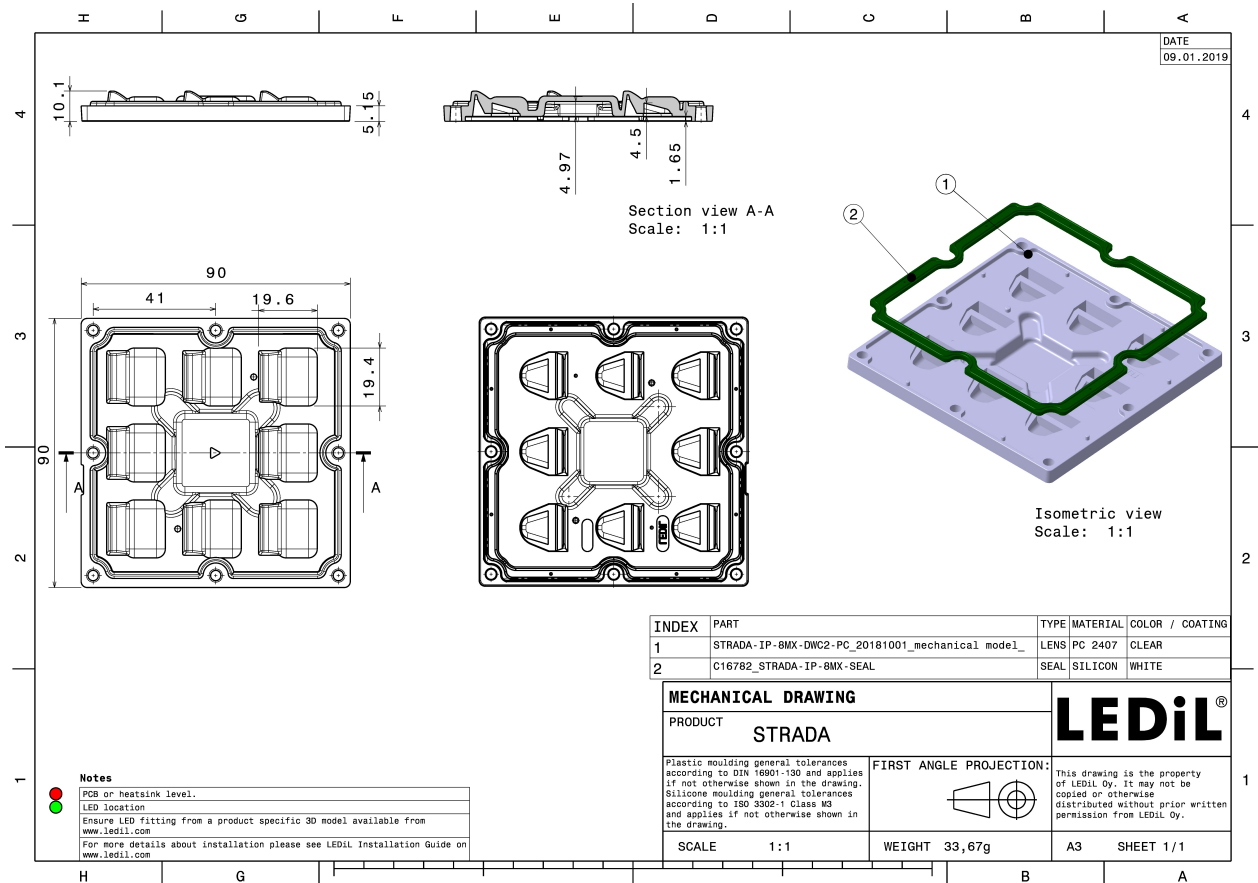 H G F E D C B A
DATE
09.01.2019
4
4
10.1
5.15
4.97
4.5
1.65
Section view A-A
Scale: 1:1
1
2
3
3
90
41
19.6
19.4
90
A
A
LEDiL
Isometric view
Scale: 1:1
2
2
INDEX PART TYPE MATERIAL COLOR / COATING
1 STRADA-IP-8MX-DWC2-PC_20181001_mechanical model_ LENS PC 2407 CLEAR
2 C16782_STRADA-IP-8MX-SEAL SEAL SILICON WHITE
MECHANICAL DRAWING
PRODUCT
STRADA
LEDiL®
Plastic moulding general tolerances
according to DIN 16901-130 and applies
if not otherwise shown in the drawing.
Silicone moulding general tolerances
according to ISO 3302-1 Class M3
and applies if not otherwise shown in
the drawing.
FIRST ANGLE PROJECTION:
This drawing is the property
of LEDiL Oy. It may not be
copied or otherwise
distributed without prior written
permission from LEDiL Oy.
SCALE 1:1 WEIGHT 33,67g A3 SHEET 1/1
1
1
Notes
PCB or heatsink level.
LED location
Ensure LED fitting from a product specific 3D model available from
www.ledil.com
For more details about installation please see LEDiL Installation Guide on
www.ledil.com
H G B A